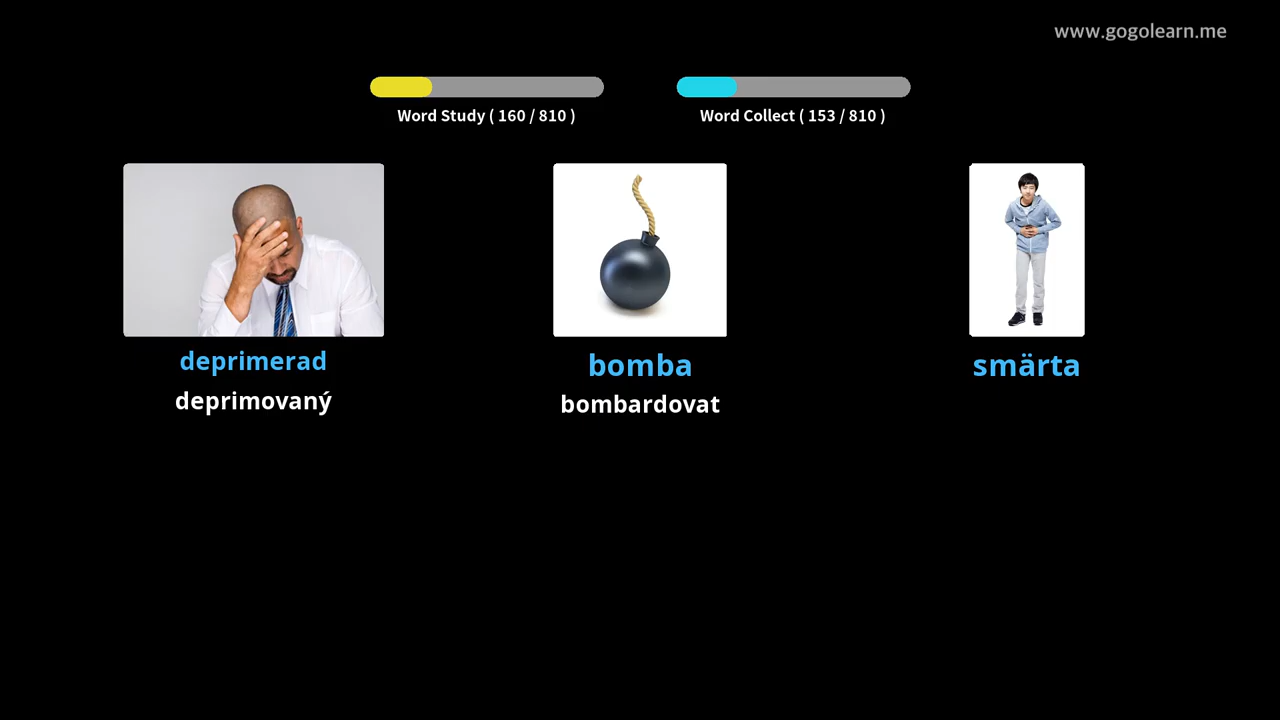 www.gogolearn.me
Word Study ( 160 / 810 )
Word Collect ( 153 / 810 )
deprimerad
deprimovaný
bomba
bombardovat
smärta